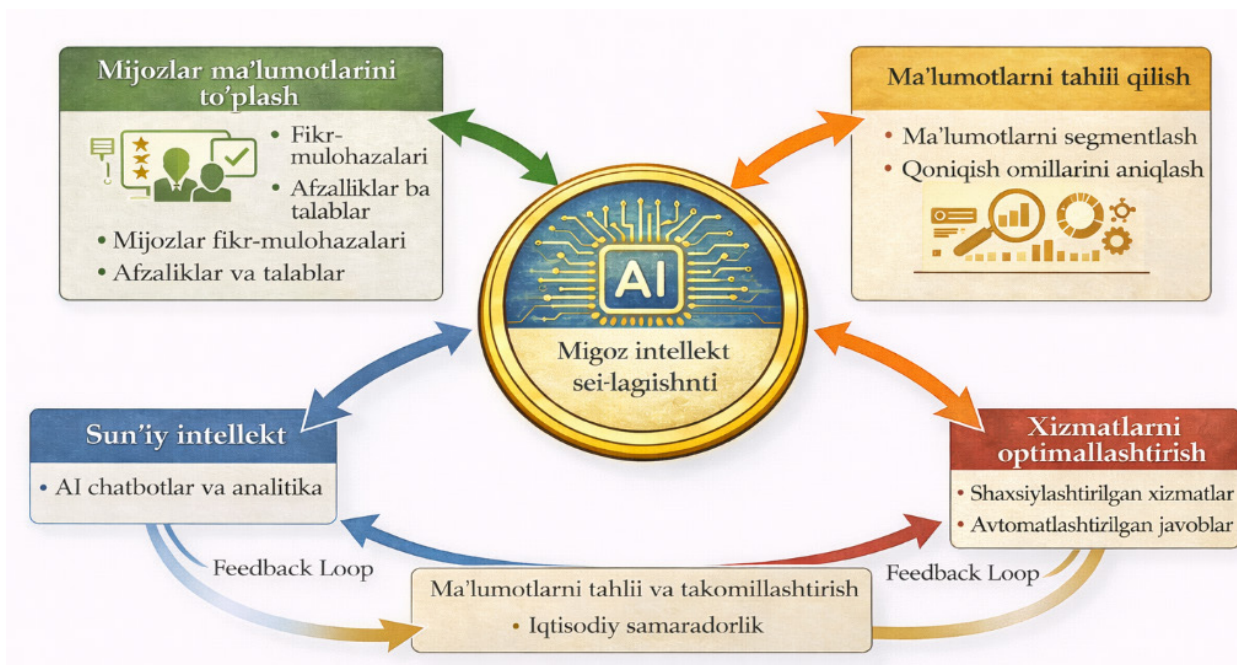 Mijozlar ma'lumotlarini
to'plash
• Fikr-
mulohazalari
• Afzalliklar ba
talablar
• Mijozlar fikr-mulohazalari
• Afzaliklar va talablar
Ma'lumotlarni tahiii qilish
• Ma'lumotlarni segmentlash
• Qoniqish omillarini aniqlash
AI
Migoz intellekt
sei-lagıishnti
Sun'iy intellekt
• AI chatbotlar va analitika
Xizmatlarni
optimallashtirish
• Shaxsiylashtirilgan xizmatlar
• Avtomatlashtizilgan javoblar
Feedback Loop
Feedback Loop
Ma'lumotlarni tahlii va takomillashtirish
• Iqtisodiy samaradorlik